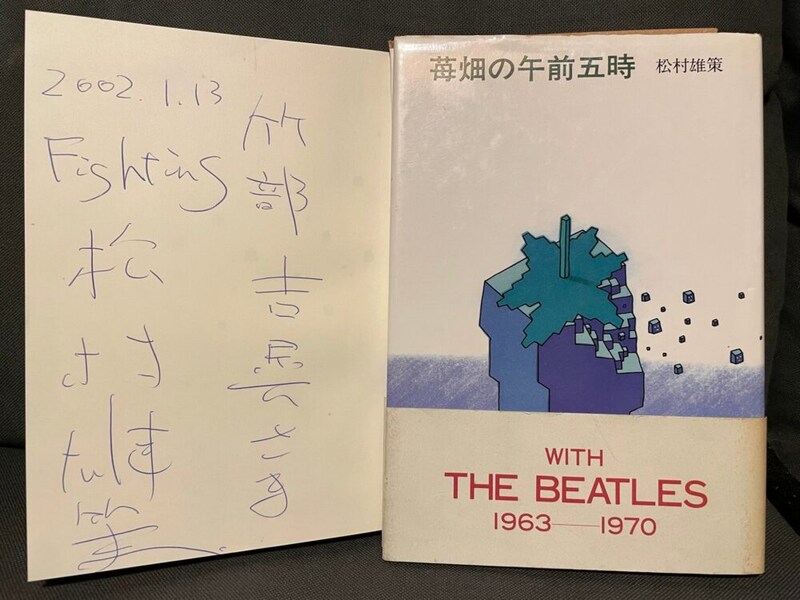 2002.1.13
Fighting
松村雄策
竹部吉晃さま
苺畑の午前五時 松村雄策
WITH
THE BEATLES
1963—1970